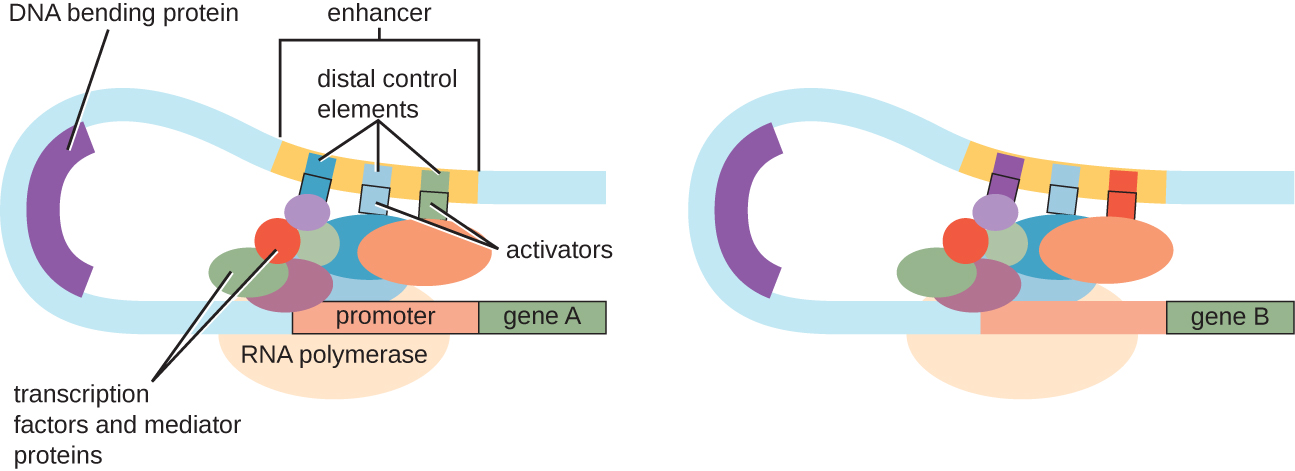 DNA bending protein
enhancer
distal control
elements
activators
promoter
gene A
RNA polymerase
transcription
factors and mediator
proteins
gene B